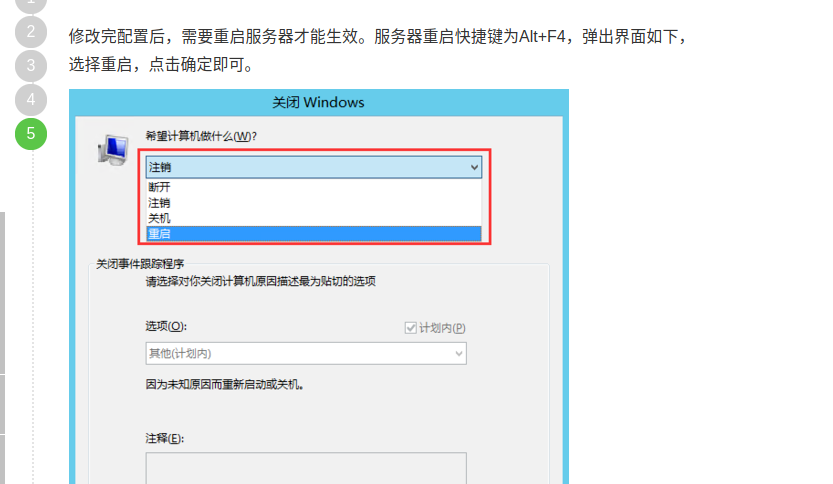 1
2
3
4
5
修改完配置后，需要重启服务器才能生效。服务器重启快捷键为Alt+F4，弹出界面如下，
选择重启，点击确定即可。
关闭 Windows
希望计算机做什么(W)?
注销
断开
注销
关机
重启
关闭事件跟踪程序
请选择对你关闭计算机原因描述最为贴切的选项
选项(O):
计划内(P)
其他(计划内)
因为未知原因而重新启动或关机。
注释(E):